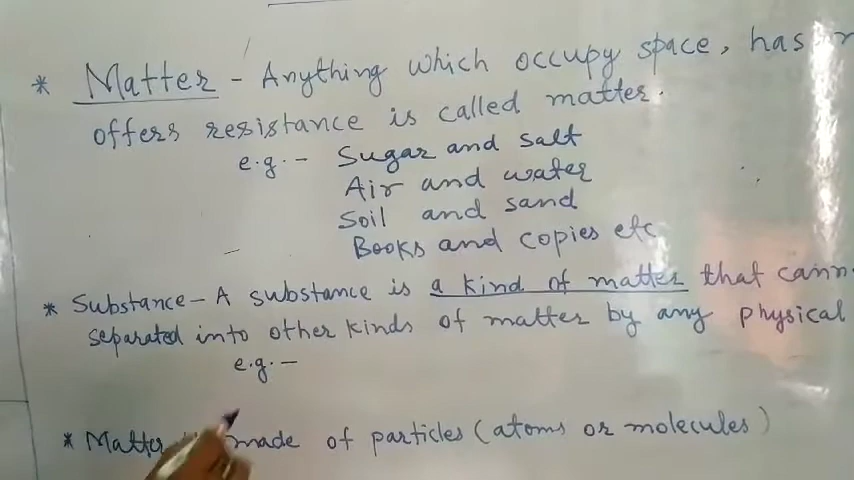 * Matter - Anything which occupy space, has
offers resistance is called matter.
e.g. - Sugar and salt
Air and water
Soil and sand
Books and copies etc
* Substance - A substance is a kind of matter that
separated into other kinds of matter by any physical
e.g. -
* Matter made of particles (atoms or molecules)